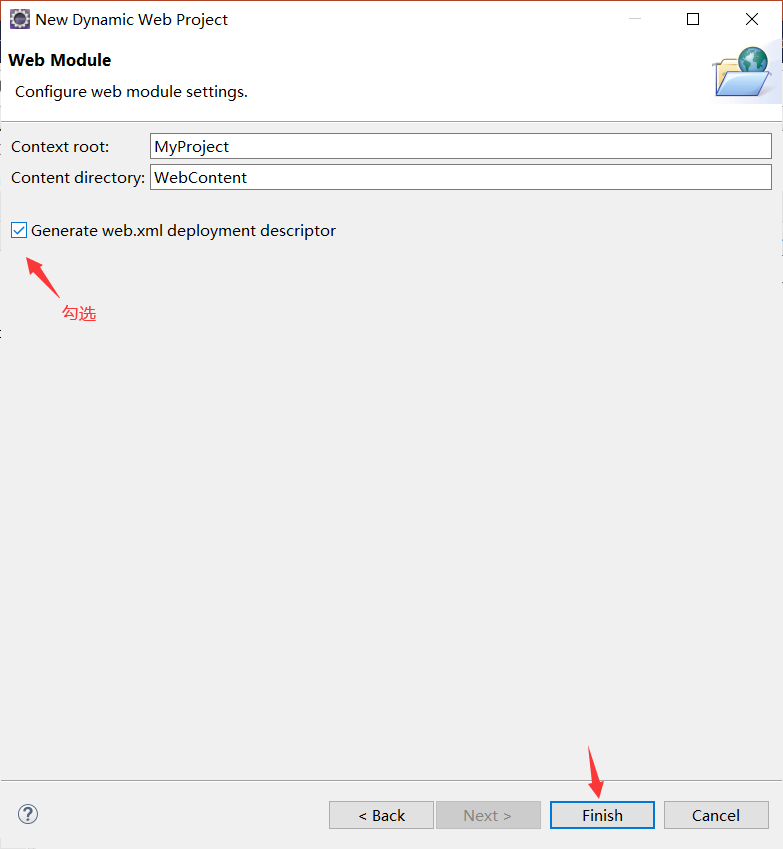 New Dynamic Web Project
Web Module
Configure web module settings.
Context root: MyProject
Content directory: WebContent
Generate web.xml deployment descriptor
勾选
? < Back Next > Finish Cancel